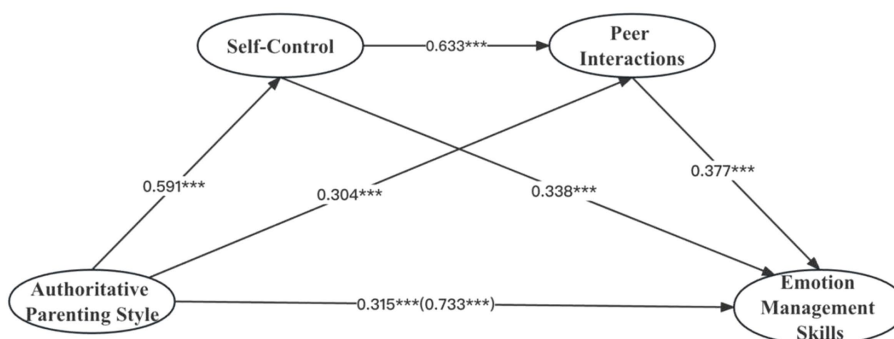 Self-Control
0.633***
Peer
Interactions
0.591***
0.304***
0.338***
0.377***
Authoritative
Parenting Style
0.315***(0.733***)
Emotion
Management
Skills